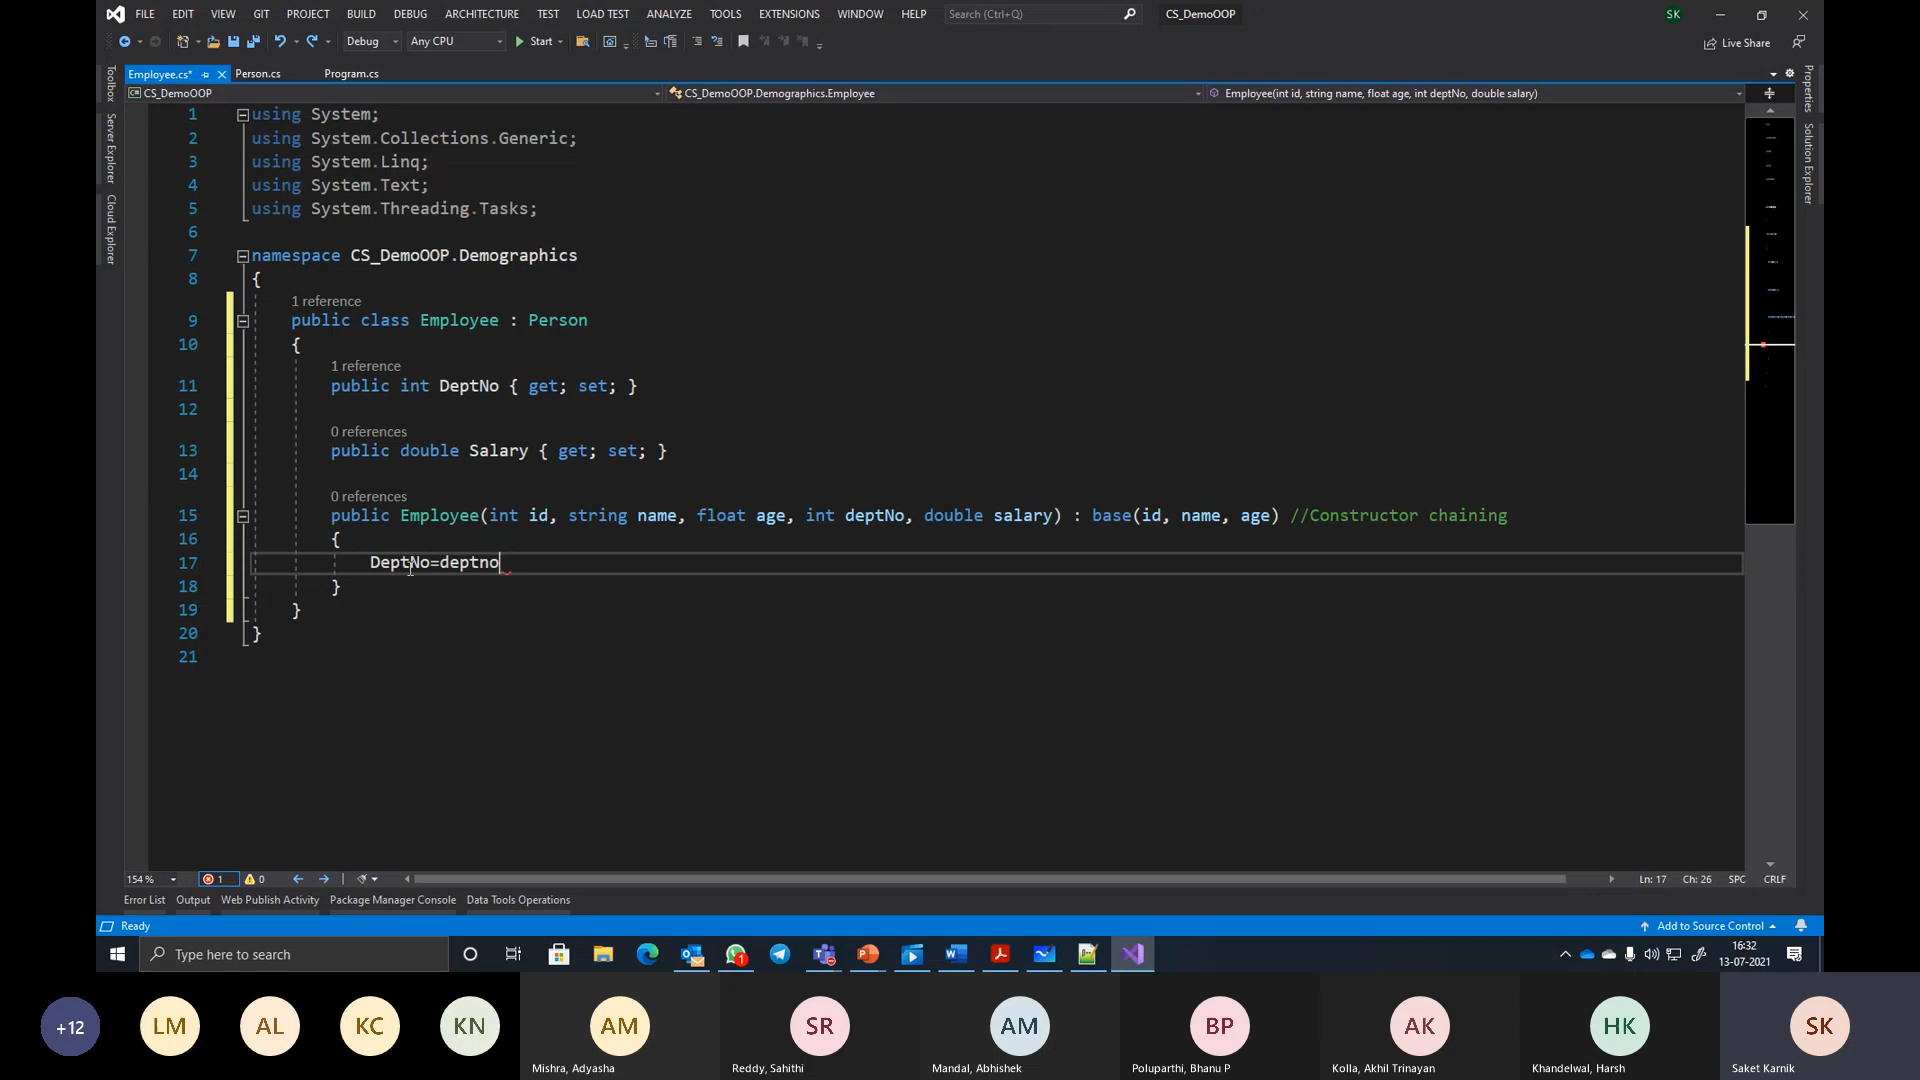 FILE EDIT VIEW GIT PROJECT BUILD DEBUG ARCHITECTURE TEST LOAD TEST ANALYZE TOOLS EXTENSIONS WINDOW HELP Search (Ctrl+Q) CS_DemoOOP SK
Debug Any CPU Start Live Share
Employee.cs* Person.cs Program.cs
CS_DemoOOP CS_DemoOOP.Demographics.Employee Employee(int id, string name, float age, int deptNo, double salary)
Toolbox
Server Explorer
Cloud Explorer
Properties
Solution Explorer
1 using System;
2 using System.Collections.Generic;
3 using System.Linq;
4 using System.Text;
5 using System.Threading.Tasks;
6
7 namespace CS_DemoOOP.Demographics
8 {
1 reference
9 public class Employee : Person
10 {
1 reference
11 public int DeptNo { get; set; }
12
0 references
13 public double Salary { get; set; }
14
0 references
15 public Employee(int id, string name, float age, int deptNo, double salary) : base(id, name, age) //Constructor chaining
16 {
17 DeptNo=deptno
18 }
19 }
20 }
21
154 % 1 0 Ln: 17 Ch: 26 SPC CRLF
Error List Output Web Publish Activity Package Manager Console Data Tools Operations
Ready Add to Source Control
Type here to search 1 16:32
13-07-2021
+12 LM AL KC KN AM SR AM BP AK HK SK
Mishra, Adyasha Reddy, Sahithi Mandal, Abhishek Poluparthi, Bhanu P Kolla, Akhil Trinayan Khandelwal, Harsh Saket Karnik